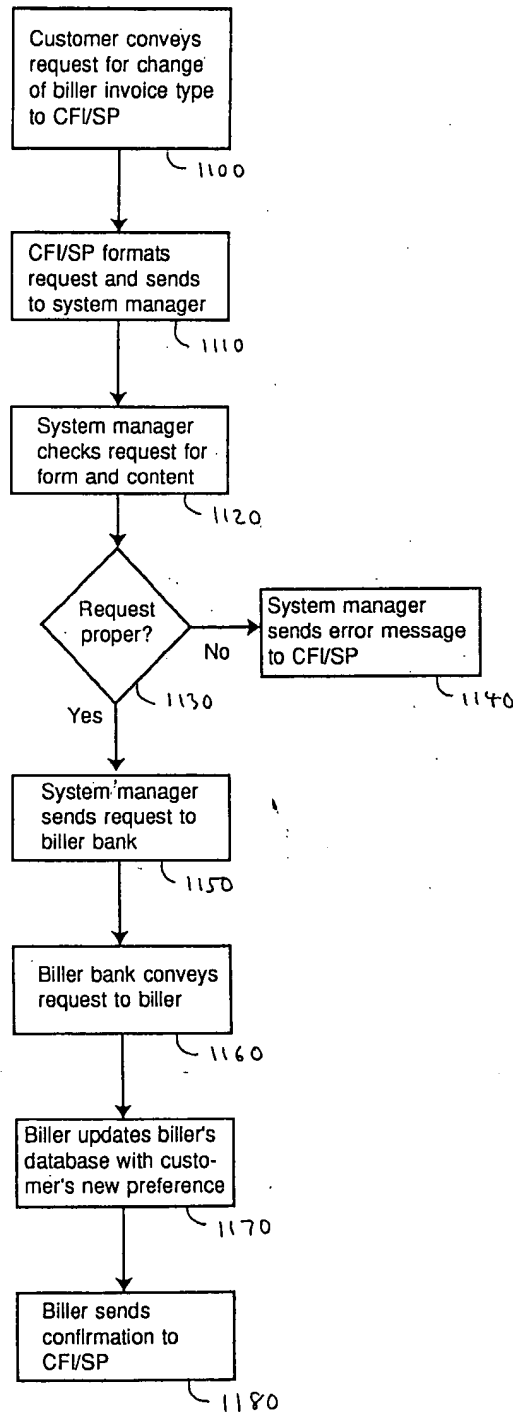 Customer conveys
request for change
of biller invoice type
to CFI/SP
1100
CFI/SP formats
request and sends
to system manager
1110
System manager
checks request for
form and content
1120
Request
proper?
No
System manager
sends error message
to CFI/SP
1140
Yes
1130
System manager
sends request to
biller bank
1150
Biller bank conveys
request to biller
1160
Biller updates biller's
database with custo-
mer's new preference
1170
Biller sends
confirmation to
CFI/SP
1180